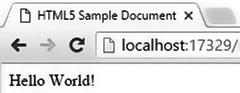 HTML5 Sample Document
localhost:17329/
Hello World!